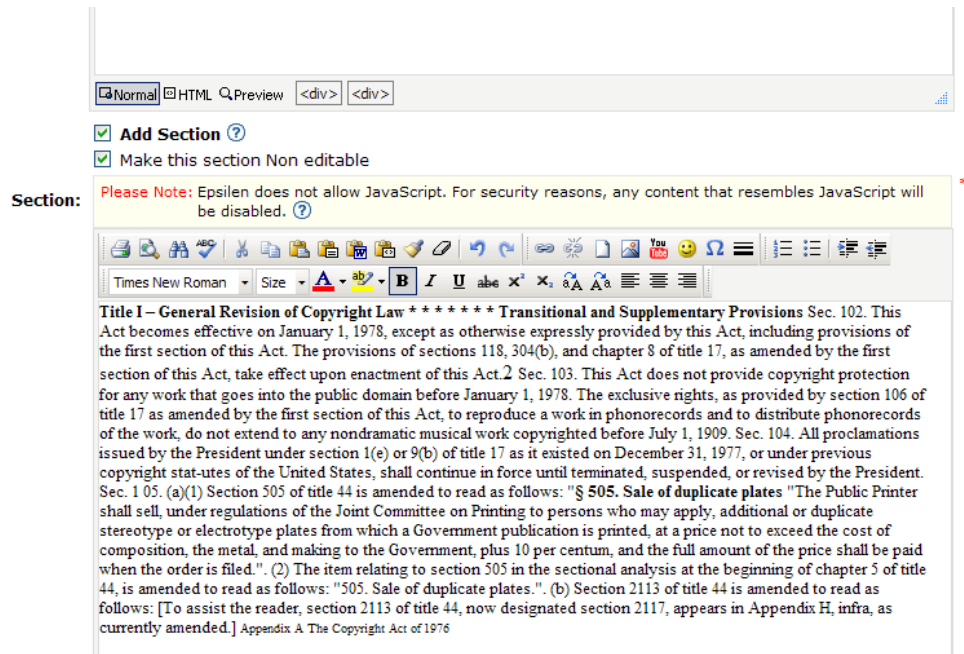 Normal HTML Preview <div> <div>
Add Section ?
Make this section Non editable
Section:
Please Note: Epsilen does not allow JavaScript. For security reasons, any content that resembles JavaScript will *
be disabled. ?
ABC You Tube Ω
Times New Roman Size A ab B I U abc x² x₂ aA Aa
Title I – General Revision of Copyright Law * * * * * * * Transitional and Supplementary Provisions Sec. 102. This
Act becomes effective on January 1, 1978, except as otherwise expressly provided by this Act, including provisions of
the first section of this Act. The provisions of sections 118, 304(b), and chapter 8 of title 17, as amended by the first
section of this Act, take effect upon enactment of this Act.2 Sec. 103. This Act does not provide copyright protection
for any work that goes into the public domain before January 1, 1978. The exclusive rights, as provided by section 106 of
title 17 as amended by the first section of this Act, to reproduce a work in phonorecords and to distribute phonorecords
of the work, do not extend to any nondramatic musical work copyrighted before July 1, 1909. Sec. 104. All proclamations
issued by the President under section 1(e) or 9(b) of title 17 as it existed on December 31, 1977, or under previous
copyright stat-utes of the United States, shall continue in force until terminated, suspended, or revised by the President.
Sec. 1 05. (a)(1) Section 505 of title 44 is amended to read as follows: "§ 505. Sale of duplicate plates "The Public Printer
shall sell, under regulations of the Joint Committee on Printing to persons who may apply, additional or duplicate
stereotype or electrotype plates from which a Government publication is printed, at a price not to exceed the cost of
composition, the metal, and making to the Government, plus 10 per centum, and the full amount of the price shall be paid
when the order is filed.". (2) The item relating to section 505 in the sectional analysis at the beginning of chapter 5 of title
44, is amended to read as follows: "505. Sale of duplicate plates.". (b) Section 2113 of title 44 is amended to read as
follows: [To assist the reader, section 2113 of title 44, now designated section 2117, appears in Appendix H, infra, as
currently amended.] Appendix A The Copyright Act of 1976